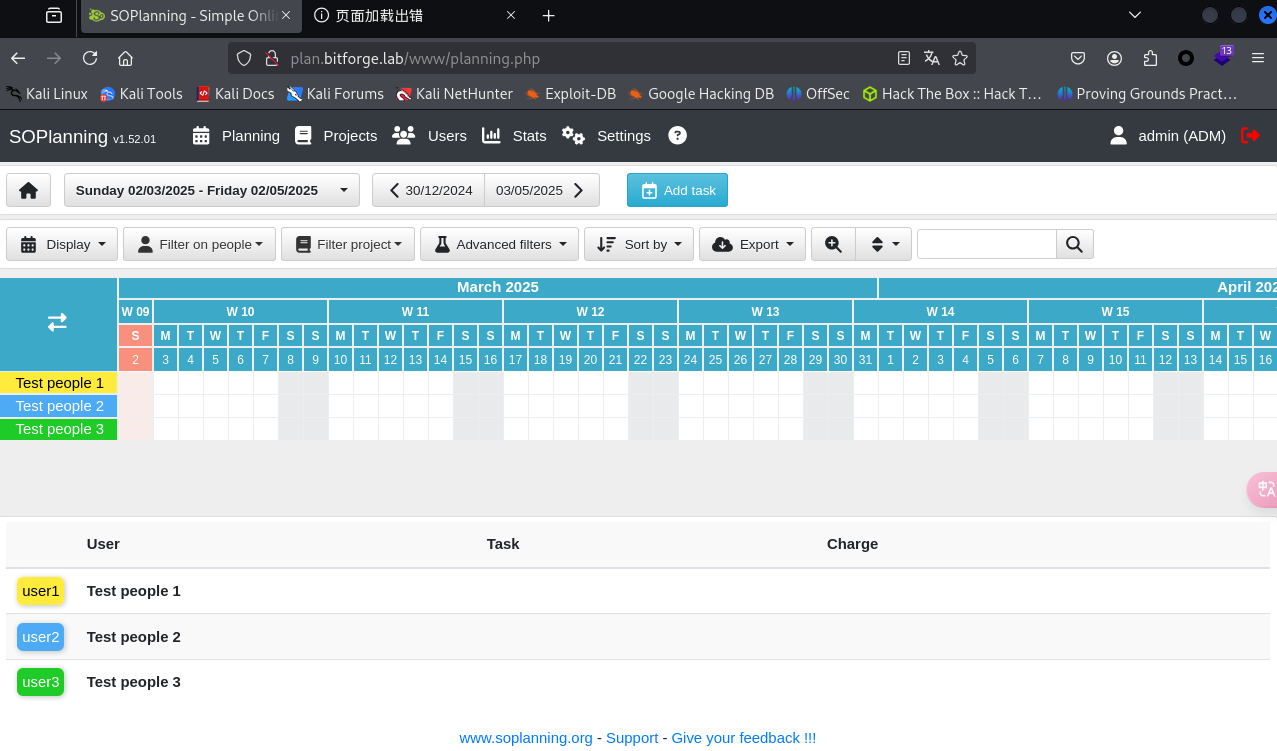 SOPlanning - Simple Onli
页面加载出错
plan.bitforge.lab/www/planning.php
13
Kali Linux Kali Tools Kali Docs Kali Forums Kali NetHunter Exploit-DB Google Hacking DB OffSec Hack The Box :: Hack T… Proving Grounds Pract…
SOPlanning v1.52.01 Planning Projects Users Stats Settings ? admin (ADM)
Sunday 02/03/2025 - Friday 02/05/2025 30/12/2024 03/05/2025 Add task
Display Filter on people Filter project Advanced filters Sort by Export
March 2025 April 202
W 09 W 10 W 11 W 12 W 13 W 14 W 15
S M T W T F S S M T W T F S S M T W T F S S M T W T F S S M T W T F S S M T W T F S S M T W
2 3 4 5 6 7 8 9 10 11 12 13 14 15 16 17 18 19 20 21 22 23 24 25 26 27 28 29 30 31 1 2 3 4 5 6 7 8 9 10 11 12 13 14 15 16
Test people 1
Test people 2
Test people 3
中A
User Task Charge
user1 Test people 1
user2 Test people 2
user3 Test people 3
www.soplanning.org - Support - Give your feedback !!!